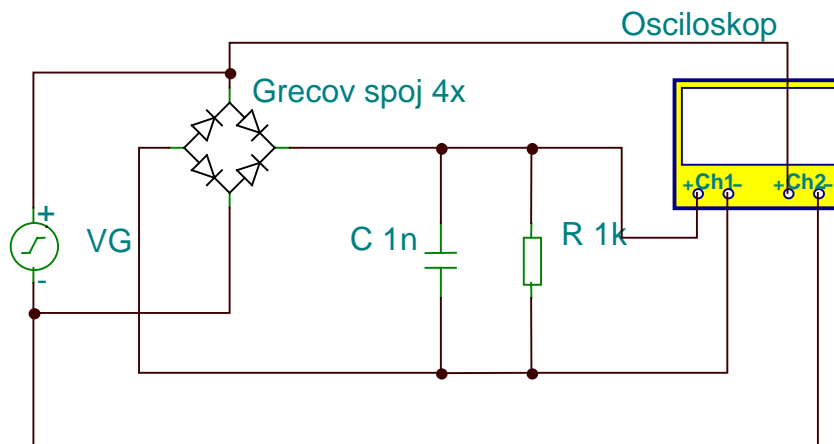 Osciloskop
Grecov spoj 4x
+Ch1- +Ch2-
+
VG
-
C 1n
R 1k